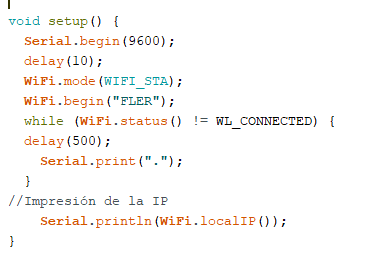 void setup() {
  Serial.begin(9600);
  delay(10);
  WiFi.mode(WIFI_STA);
  WiFi.begin("FLER");
  while (WiFi.status() != WL_CONNECTED) {
  delay(500);
    Serial.print(".");
  }
//Impresión de la IP
    Serial.println(WiFi.localIP());
}